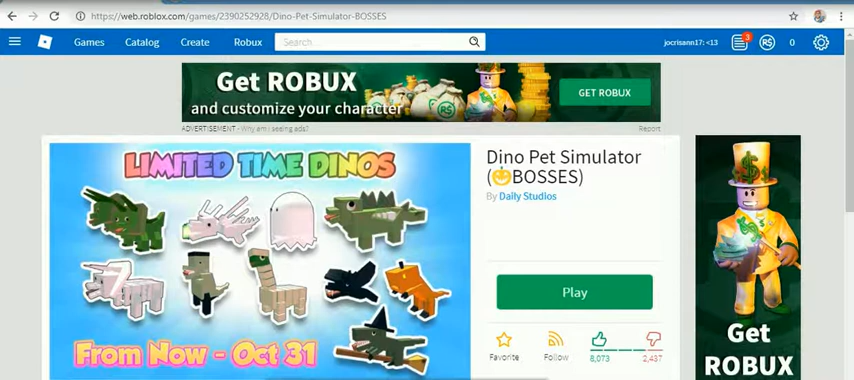 https://web.roblox.com/games/2390252928/Dino-Pet-Simulator-BOSSES
Games Catalog Create Robux Search... jocrisann17: <13 3 R$ 0
Get ROBUX
and customize your character
GET ROBUX
ADVERTISEMENT - Why am I seeing ads? Report
LIMITED TIME DINOS
From Now - Oct 31
Dino Pet Simulator
(🎃BOSSES)
By Daily Studios
Play
Favorite Follow 8,073 2,437
Get
ROBUX